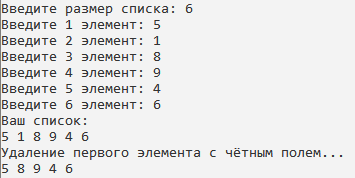 Введите размер списка: 6
Введите 1 элемент: 5
Введите 2 элемент: 1
Введите 3 элемент: 8
Введите 4 элемент: 9
Введите 5 элемент: 4
Введите 6 элемент: 6
Ваш список:
5 1 8 9 4 6
Удаление первого элемента с чётным полем...
5 8 9 4 6